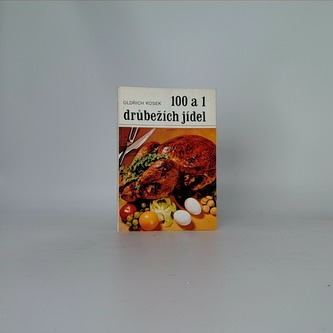 OLDŘICH KOSEK 100 a 1
drůbežích jídel